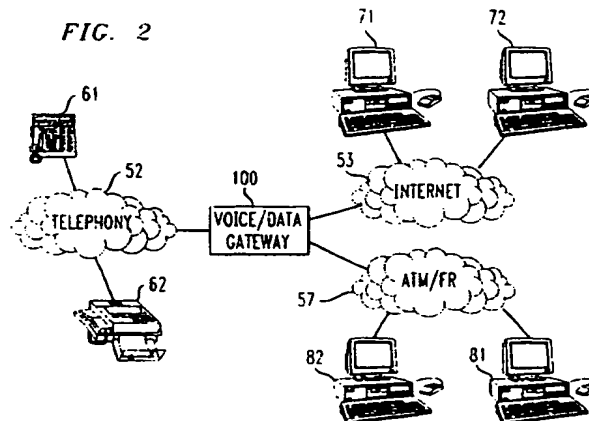 FIG. 2
71
72
61
52
53
INTERNET
100
TELEPHONY
VOICE/DATA
GATEWAY
ATM/FR
57
62
82
81